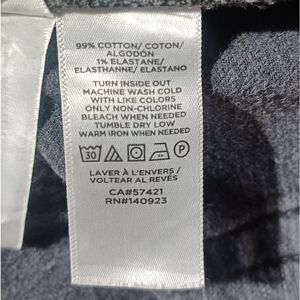 99% COTTON/ COTON/
ALGODÓN
1% ELASTANE/
ELASTHANNE/ ELASTANO
TURN INSIDE OUT
MACHINE WASH COLD
WITH LIKE COLORS
ONLY NON-CHLORINE
BLEACH WHEN NEEDED
TUMBLE DRY LOW
WARM IRON WHEN NEEDED
30 P
LAVER À L'ENVERS /
VOLTEAR AL REVÉS
CA#57421
RN#140923